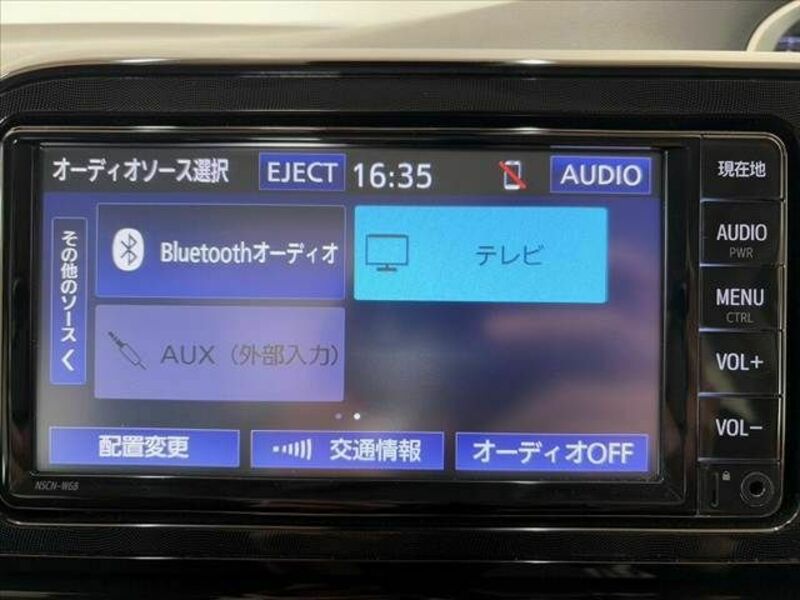 オーディオソース選択 EJECT 16:35 AUDIO
その他のソース
Bluetoothオーディオ
テレビ
AUX（外部入力）
配置変更
交通情報
オーディオOFF
NSCN-W68
現在地
AUDIO
PWR
MENU
CTRL
VOL+
VOL−